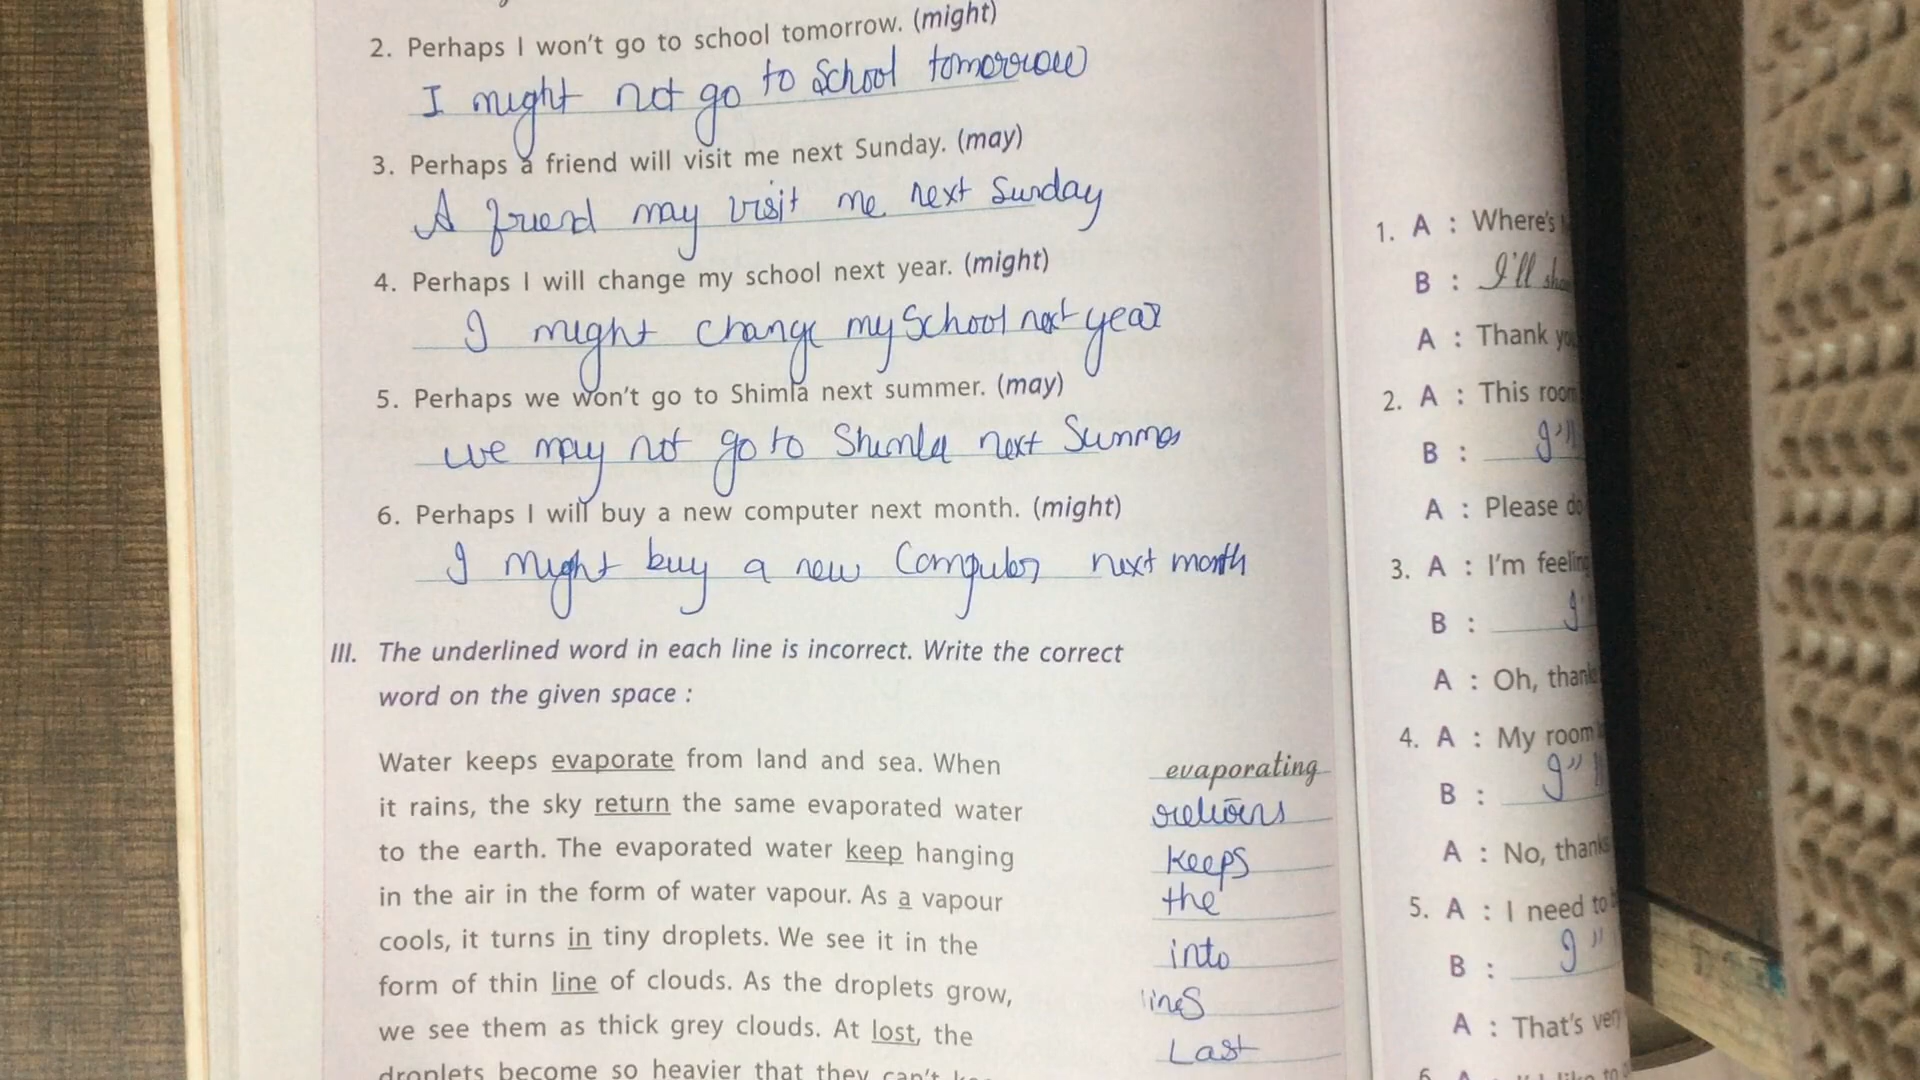 2. Perhaps I won't go to school tomorrow. (might)
I might not go to School tomorrow
3. Perhaps a friend will visit me next Sunday. (may)
A friend may visit me next Sunday
4. Perhaps I will change my school next year. (might)
I might change my School next year
5. Perhaps we won't go to Shimla next summer. (may)
we may not go to Shimla next Summer
6. Perhaps I will buy a new computer next month. (might)
I might buy a new Computer next month
III. The underlined word in each line is incorrect. Write the correct
word on the given space :
Water keeps evaporate from land and sea. When evaporating
it rains, the sky return the same evaporated water returns
to the earth. The evaporated water keep hanging keeps
in the air in the form of water vapour. As a vapour the
cools, it turns in tiny droplets. We see it in the into
form of thin line of clouds. As the droplets grow, lines
we see them as thick grey clouds. At lost, the Last
droplets become so heavier that they can't
1. A : Where's
B : I'll
A : Thank
2. A : This room
B :
A : Please
3. A : I'm
B :
A : Oh,
4. A : My room
B :
A : No,
5. A : I need to
B :
A : That's